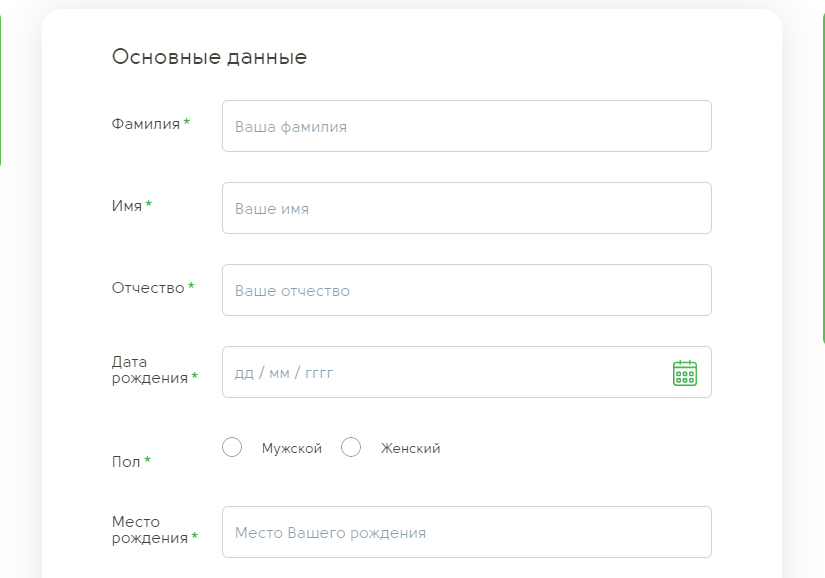 Основные данные
Фамилия * Ваша фамилия
Имя * Ваше имя
Отчество * Ваше отчество
Дата
рождения * дд / мм / гггг
Пол * Мужской Женский
Место
рождения * Место Вашего рождения